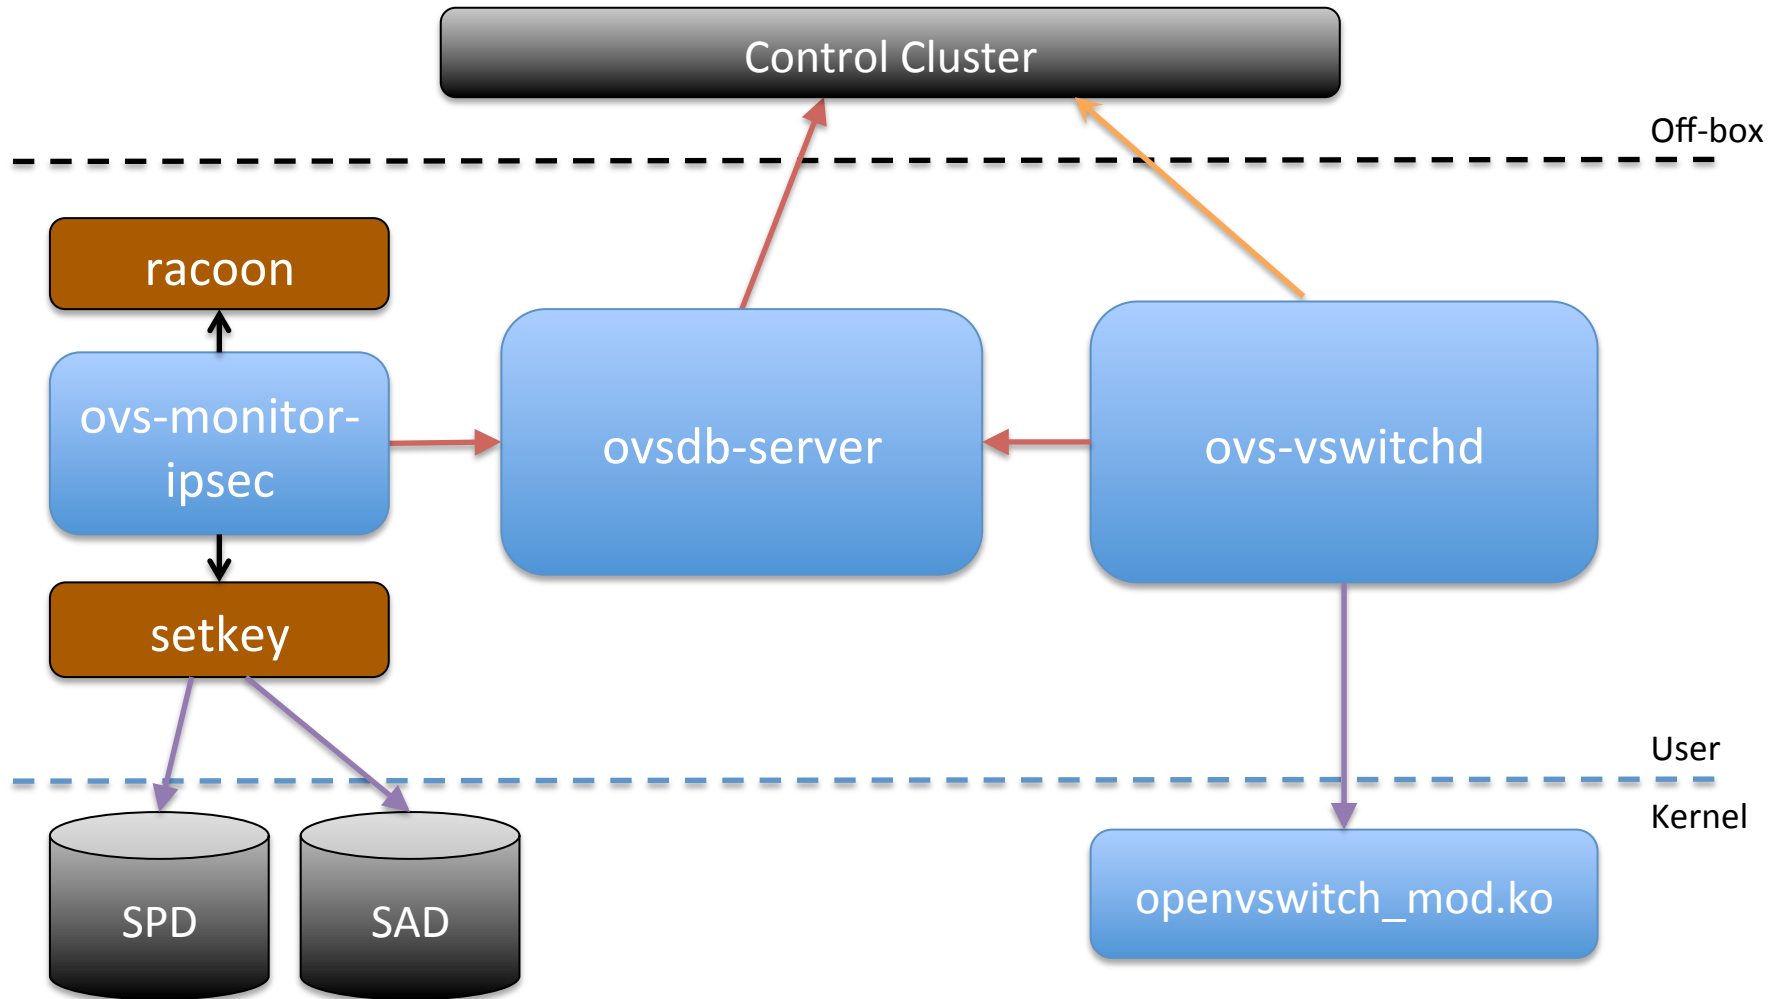 Control Cluster
Off-box
racoon
ovs-monitor-
ipsec
ovsdb-server
ovs-vswitchd
setkey
User
Kernel
SPD
SAD
openvswitch_mod.ko